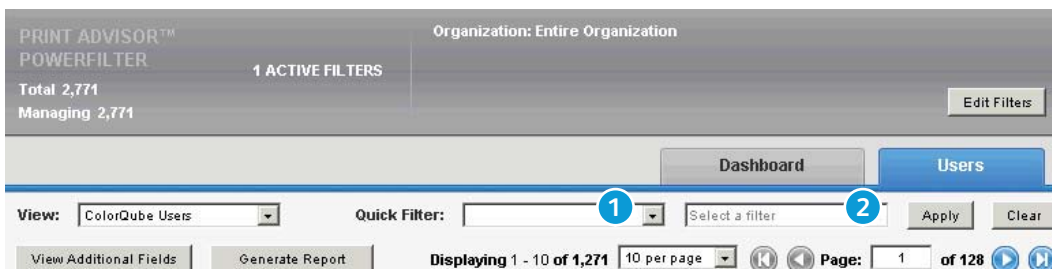 PRINT ADVISOR™
POWERFILTER
Total 2,771
Managing 2,771
1 ACTIVE FILTERS
Organization: Entire Organization
Edit Filters
Dashboard Users
View: ColorQube Users Quick Filter: 1 Select a filter 2 Apply Clear
View Additional Fields Generate Report Displaying 1 - 10 of 1,271 10 per page Page: 1 of 128